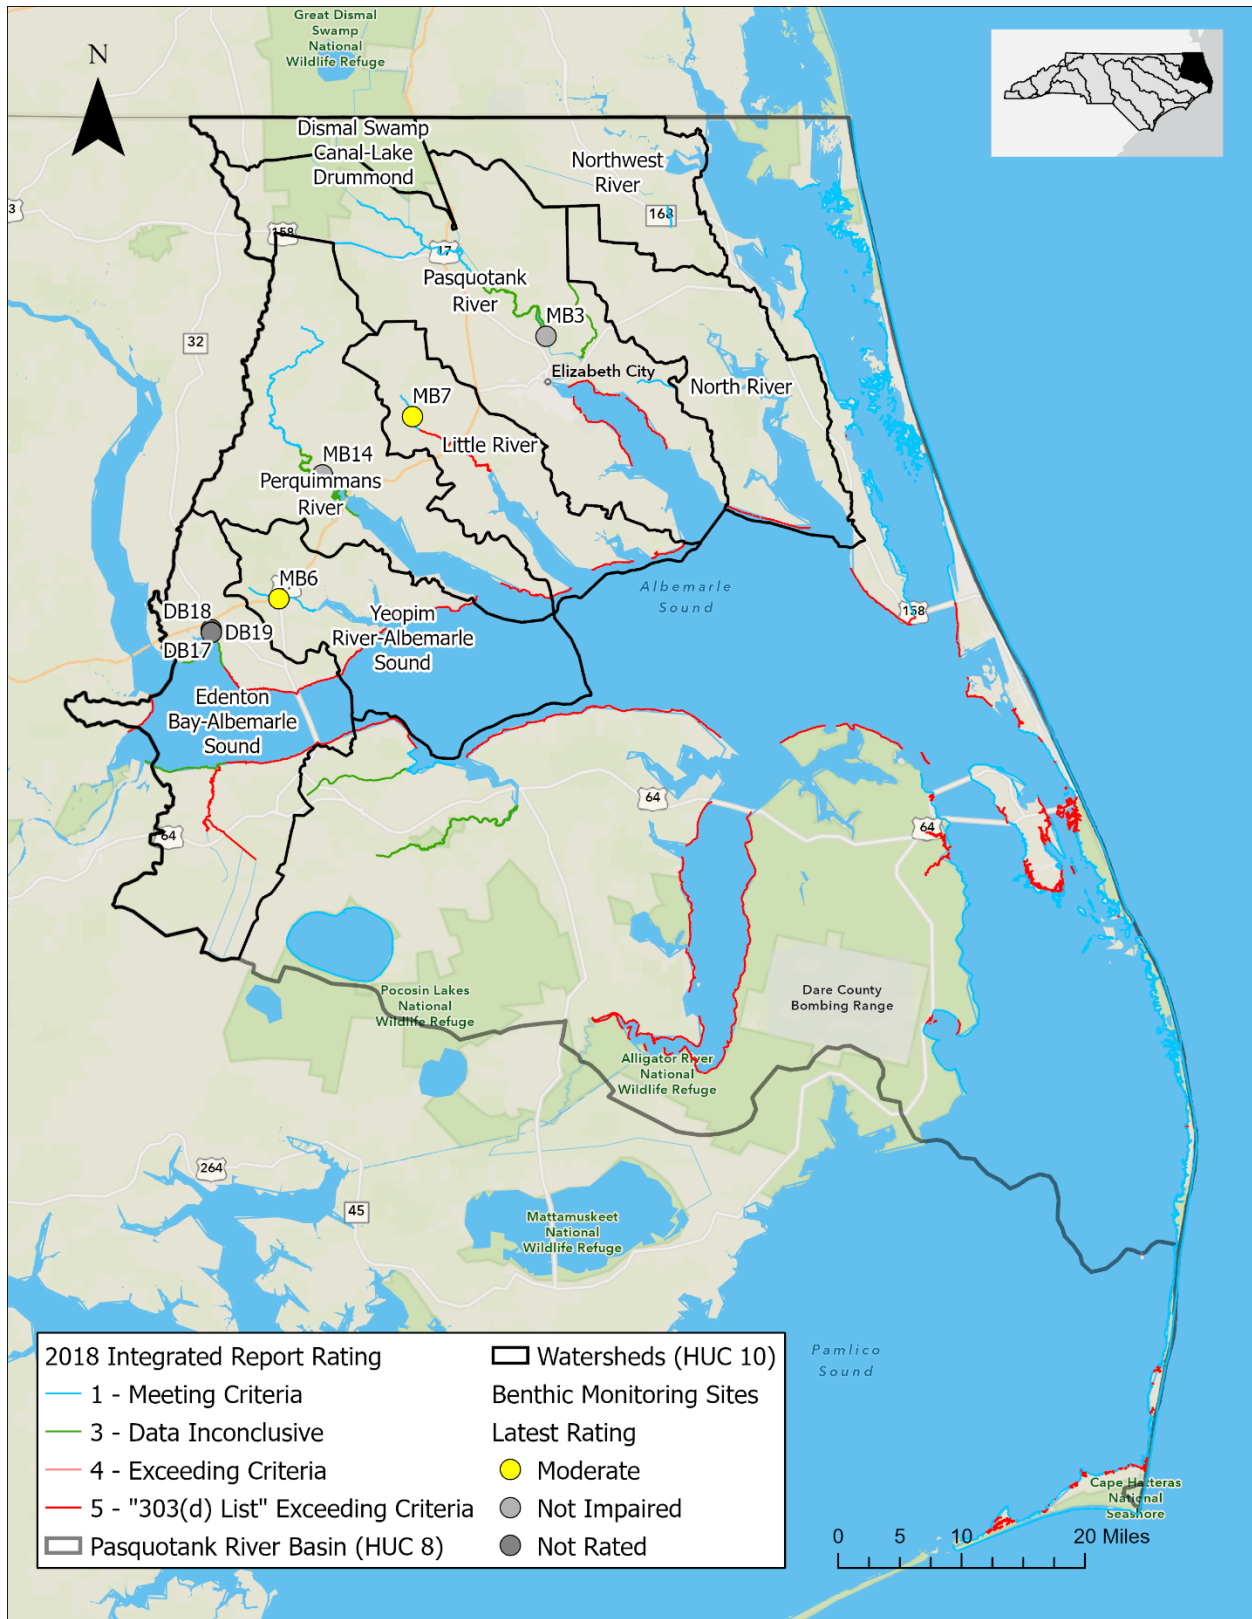 Great Dismal
Swamp
National
Wildlife Refuge
N
Dismal Swamp
Canal-Lake
Drummond
Northwest
River
3
168
158
17
Pasquotank
River
MB3
32
Elizabeth City
North River
MB7
Little River
MB14
Perquimmans
River
Albemarle
Sound
MB6
158
DB18
DB19
DB17
Yeopim
River-Albemarle
Sound
Edenton
Bay-Albemarle
Sound
64
64
64
Dare County
Bombing Range
Pocosin Lakes
National
Wildlife Refuge
Alligator River
National
Wildlife Refuge
264
45
Mattamuskeet
National
Wildlife Refuge
Pamlico
Sound
2018 Integrated Report Rating
1 - Meeting Criteria
3 - Data Inconclusive
4 - Exceeding Criteria
5 - "303(d) List" Exceeding Criteria
Pasquotank River Basin (HUC 8)
Watersheds (HUC 10)
Benthic Monitoring Sites
Latest Rating
Moderate
Not Impaired
Not Rated
Cape Hatteras
National
Seashore
0 5 10 20 Miles